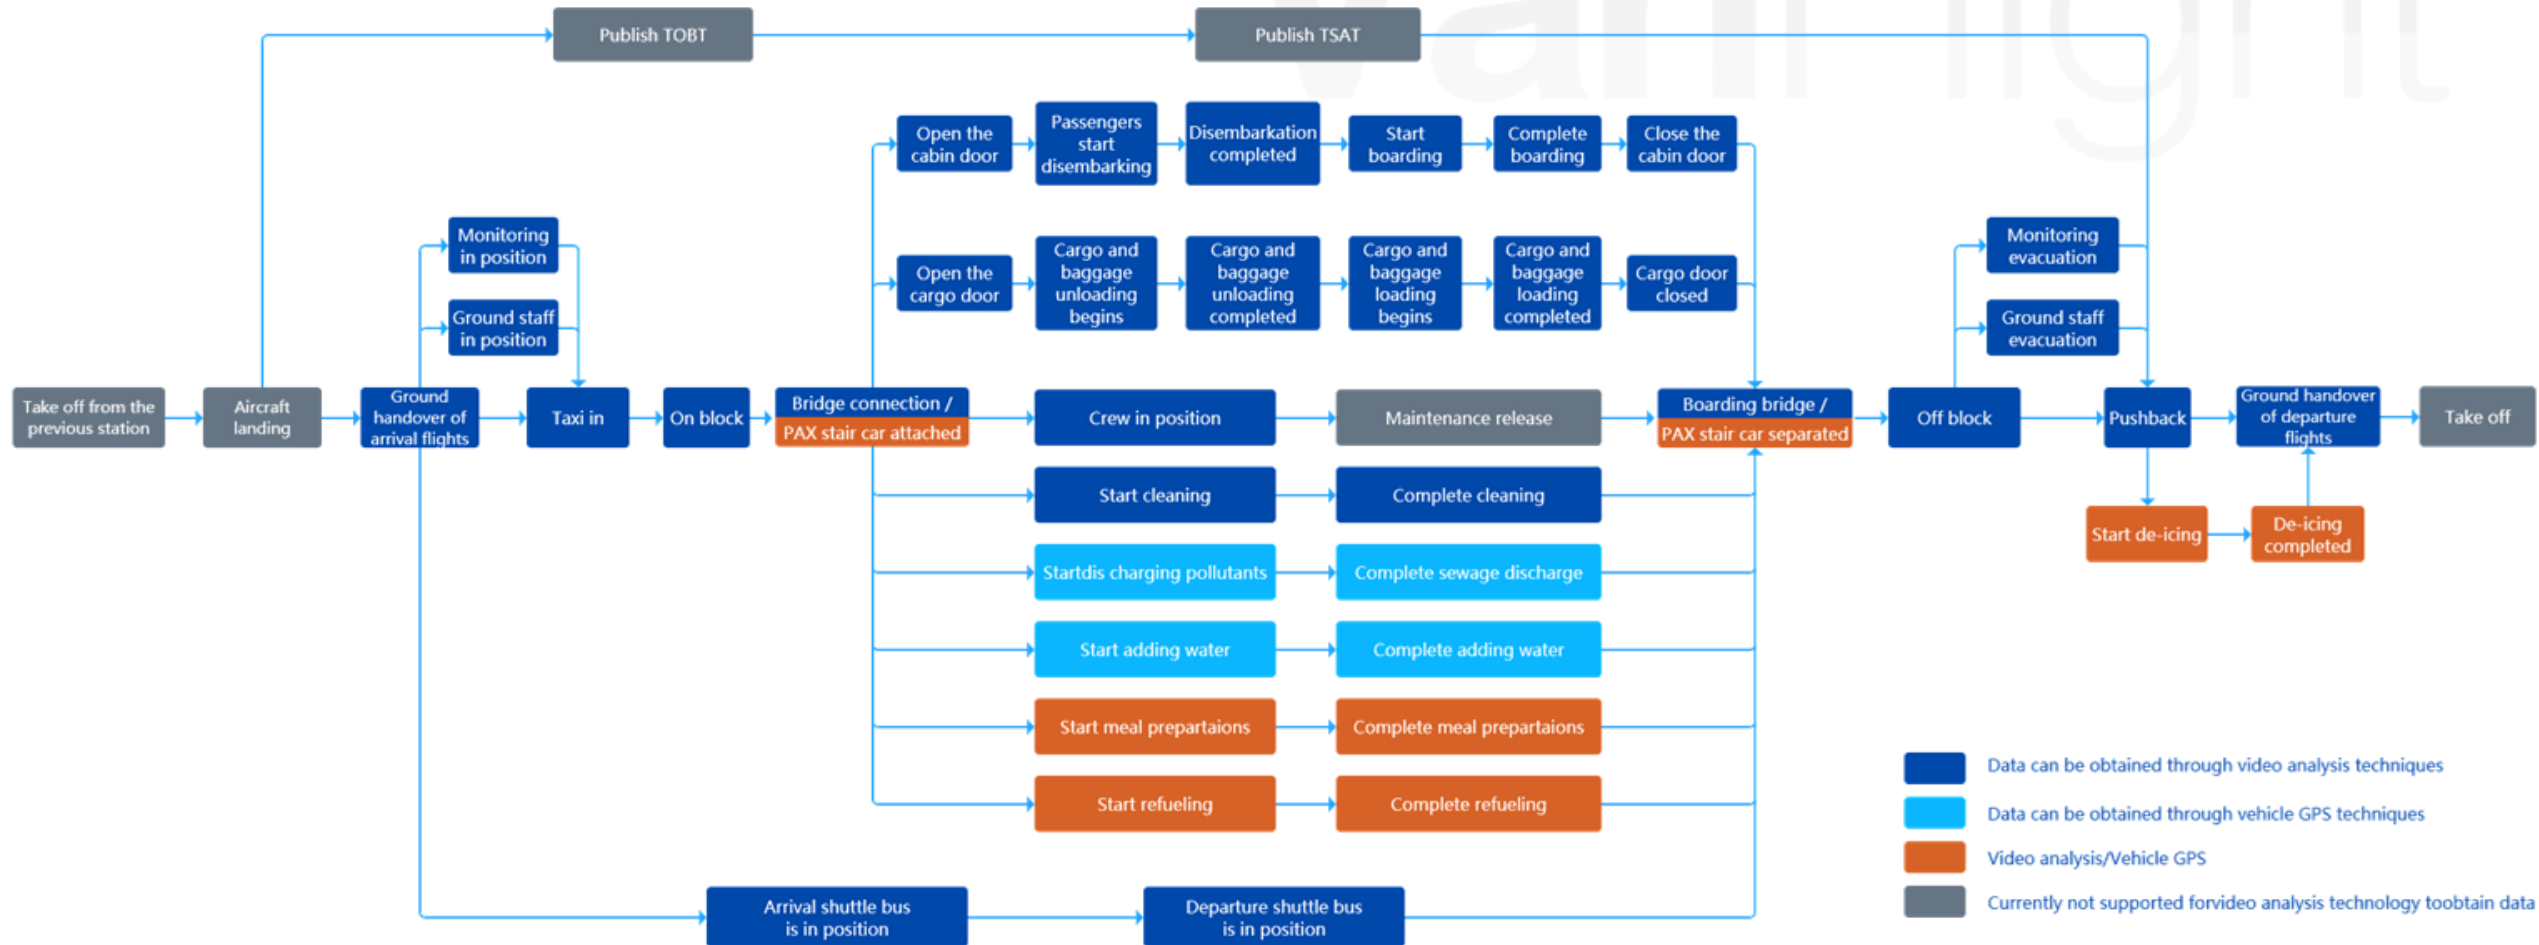 variflight
Publish TOBT
Publish TSAT
Open the
cabin door
Passengers
start
disembarking
Disembarkation
completed
Start
boarding
Complete
boarding
Close the
cabin door
Monitoring
in position
Ground staff
in position
Open the
cargo door
Cargo and
baggage
unloading
begins
Cargo and
baggage
unloading
completed
Cargo and
baggage
loading
begins
Cargo and
baggage
loading
completed
Cargo door
closed
Monitoring
evacuation
Ground staff
evacuation
Take off from the
previous station
Aircraft
landing
Ground
handover of
arrival flights
Taxi in
On block
Bridge connection /
PAX stair car attached
Crew in position
Maintenance release
Boarding bridge /
PAX stair car separated
Off block
Pushback
Ground handover
of departure
flights
Take off
Start cleaning
Complete cleaning
Start de-icing
De-icing
completed
Startdis charging pollutants
Complete sewage discharge
Start adding water
Complete adding water
Start meal prepartaions
Complete meal prepartaions
Start refueling
Complete refueling
Arrival shuttle bus
is in position
Departure shuttle bus
is in position
Data can be obtained through video analysis techniques
Data can be obtained through vehicle GPS techniques
Video analysis/Vehicle GPS
Currently not supported forvideo analysis technology toobtain data